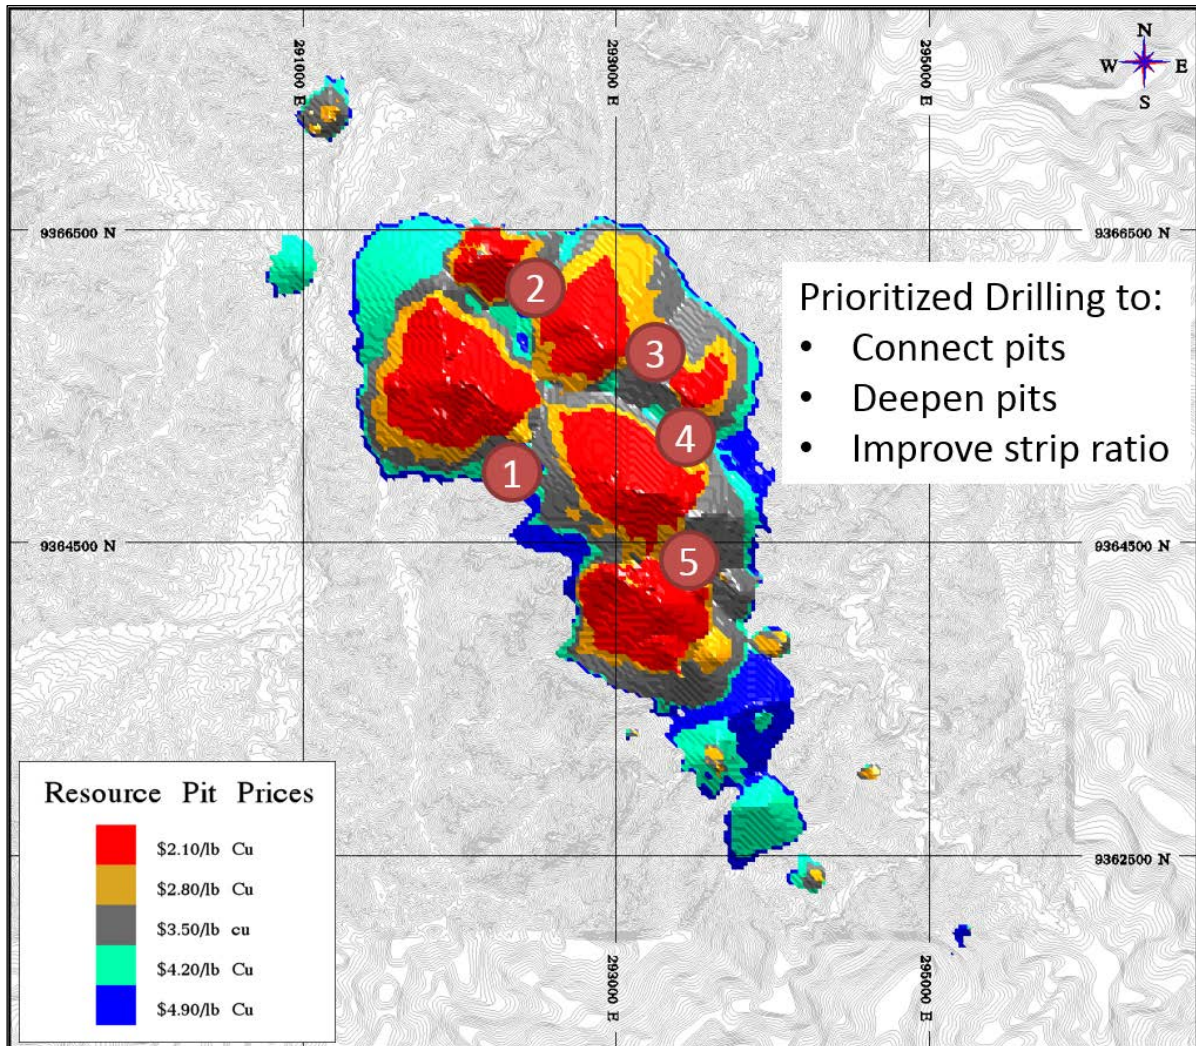 291000 E
293000 E
295000 E
N
W E
S
9366500 N
9366500 N
Prioritized Drilling to:
• Connect pits
• Deepen pits
• Improve strip ratio
2
3
4
1
9364500 N
9364500 N
5
Resource Pit Prices
$2.10/lb Cu
$2.80/lb Cu
$3.50/lb cu
$4.20/lb Cu
$4.90/lb Cu
9362500 N
293000 E
295000 E